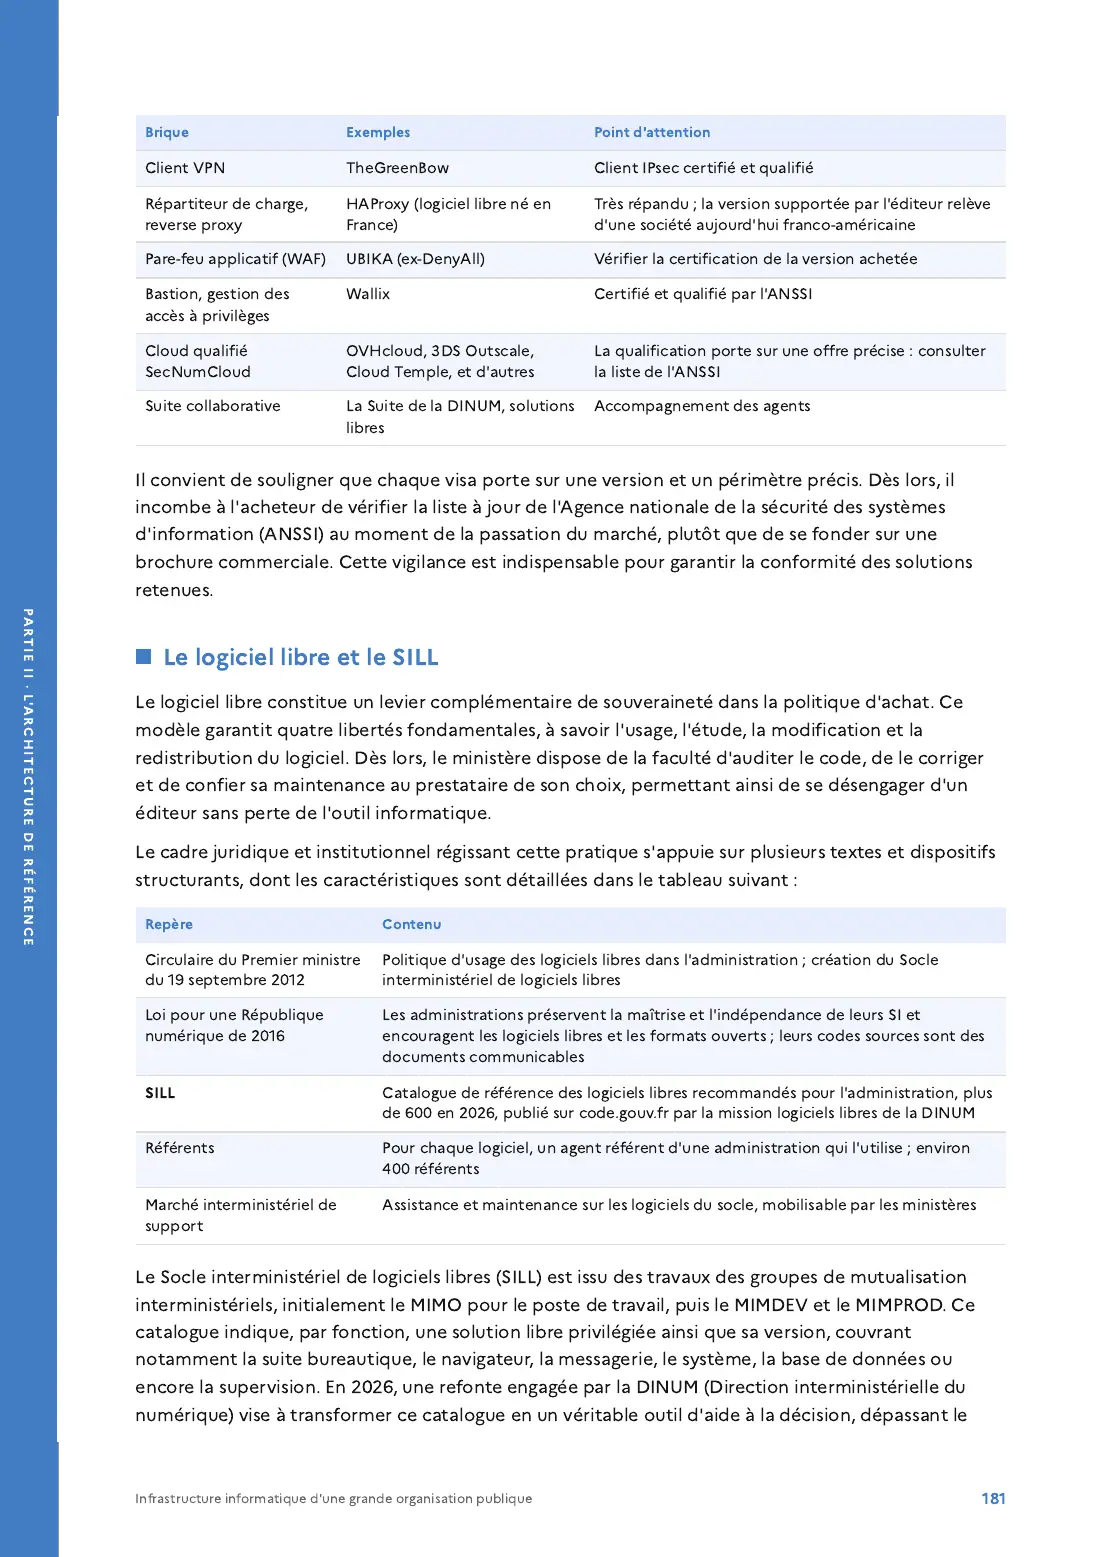 Brique Exemples Point d'attention
Client VPN TheGreenBow Client IPsec certifié et qualifié
Répartiteur de charge, HAProxy (logiciel libre né en Très répandu ; la version supportée par l'éditeur relève
reverse proxy France) d'une société aujourd'hui franco-américaine
Pare-feu applicatif (WAF) UBIKA (ex-DenyAll) Vérifier la certification de la version achetée
Bastion, gestion des Wallix Certifié et qualifié par l'ANSSI
accès à privilèges
Cloud qualifié OVHcloud, 3DS Outscale, La qualification porte sur une offre précise : consulter
SecNumCloud Cloud Temple, et d'autres la liste de l'ANSSI
Suite collaborative La Suite de la DINUM, solutions Accompagnement des agents
libres
Il convient de souligner que chaque visa porte sur une version et un périmètre précis. Dès lors, il
incombe à l'acheteur de vérifier la liste à jour de l'Agence nationale de la sécurité des systèmes
d'information (ANSSI) au moment de la passation du marché, plutôt que de se fonder sur une
brochure commerciale. Cette vigilance est indispensable pour garantir la conformité des solutions
retenues.
Le logiciel libre et le SILL
Le logiciel libre constitue un levier complémentaire de souveraineté dans la politique d'achat. Ce
modèle garantit quatre libertés fondamentales, à savoir l'usage, l'étude, la modification et la
redistribution du logiciel. Dès lors, le ministère dispose de la faculté d'auditer le code, de le corriger
et de confier sa maintenance au prestataire de son choix, permettant ainsi de se désengager d'un
éditeur sans perte de l'outil informatique.
Le cadre juridique et institutionnel régissant cette pratique s'appuie sur plusieurs textes et dispositifs
structurants, dont les caractéristiques sont détaillées dans le tableau suivant :
Repère Contenu
Circulaire du Premier ministre Politique d'usage des logiciels libres dans l'administration ; création du Socle
du 19 septembre 2012 interministériel de logiciels libres
Loi pour une République Les administrations préservent la maîtrise et l'indépendance de leurs SI et
numérique de 2016 encouragent les logiciels libres et les formats ouverts ; leurs codes sources sont des
documents communicables
SILL Catalogue de référence des logiciels libres recommandés pour l'administration, plus
de 600 en 2026, publié sur code.gouv.fr par la mission logiciels libres de la DINUM
Référents Pour chaque logiciel, un agent référent d'une administration qui l'utilise ; environ
400 référents
Marché interministériel de Assistance et maintenance sur les logiciels du socle, mobilisable par les ministères
support
Le Socle interministériel de logiciels libres (SILL) est issu des travaux des groupes de mutualisation
interministériels, initialement le MIMO pour le poste de travail, puis le MIMDEV et le MIMPROD. Ce
catalogue indique, par fonction, une solution libre privilégiée ainsi que sa version, couvrant
notamment la suite bureautique, le navigateur, la messagerie, le système, la base de données ou
encore la supervision. En 2026, une refonte engagée par la DINUM (Direction interministérielle du
numérique) vise à transformer ce catalogue en un véritable outil d'aide à la décision, dépassant le
Infrastructure informatique d'une grande organisation publique 181
PARTIE II · L'ARCHITECTURE DE RÉFÉRENCE